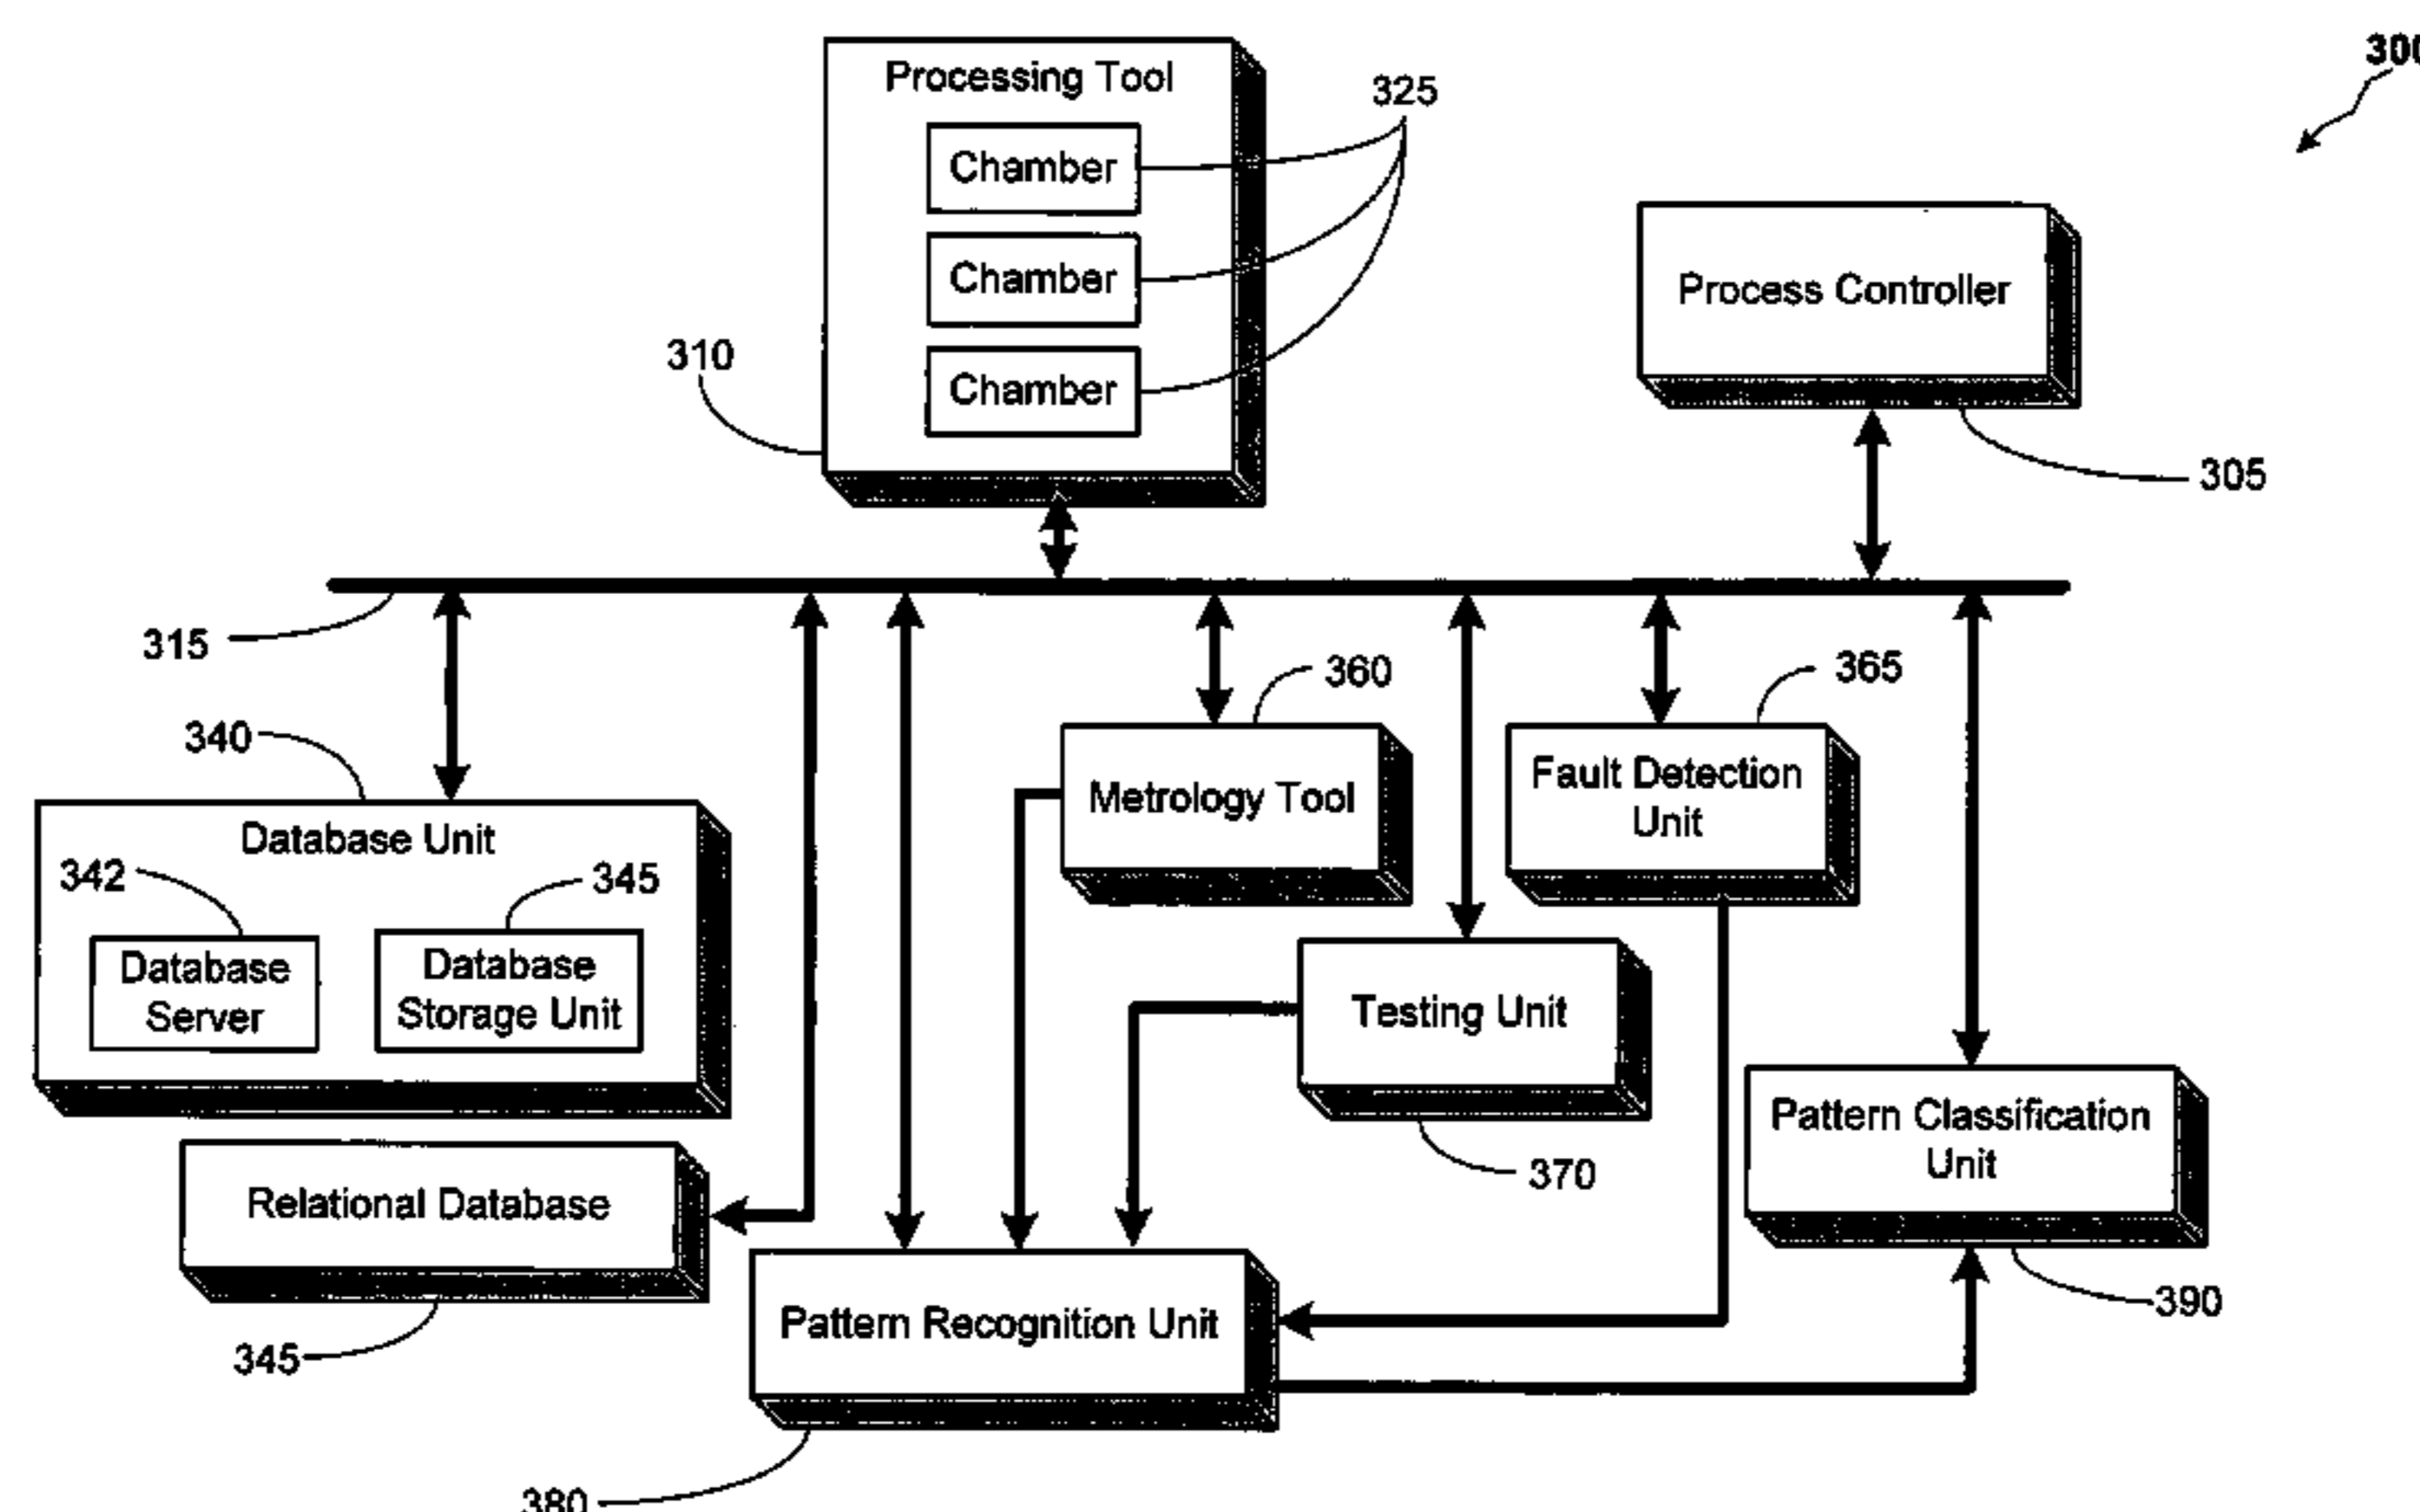 300
Processing Tool
325
Chamber
Chamber
Chamber
310
Process Controller
305
315
360
365
340
Metrology Tool
Fault Detection
Unit
Database Unit
342
345
Database
Server
Database
Storage Unit
Testing Unit
370
Pattern Classification
Unit
390
Relational Database
345
Pattern Recognition Unit
380